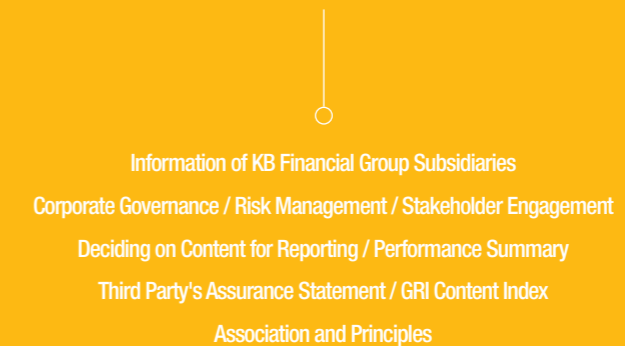 Information of KB Financial Group Subsidiaries
Corporate Governance / Risk Management / Stakeholder Engagement
Deciding on Content for Reporting / Performance Summary
Third Party's Assurance Statement / GRI Content Index
Association and Principles